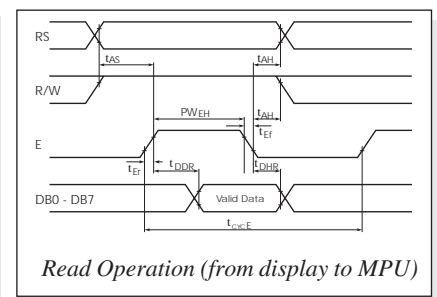 RS
tAS
tAH
R/W
PWEH
tAH
tEf
E
tEr
tDDR
tDHR
DB0 - DB7
Valid Data
tCYCE
Read Operation (from display to MPU)